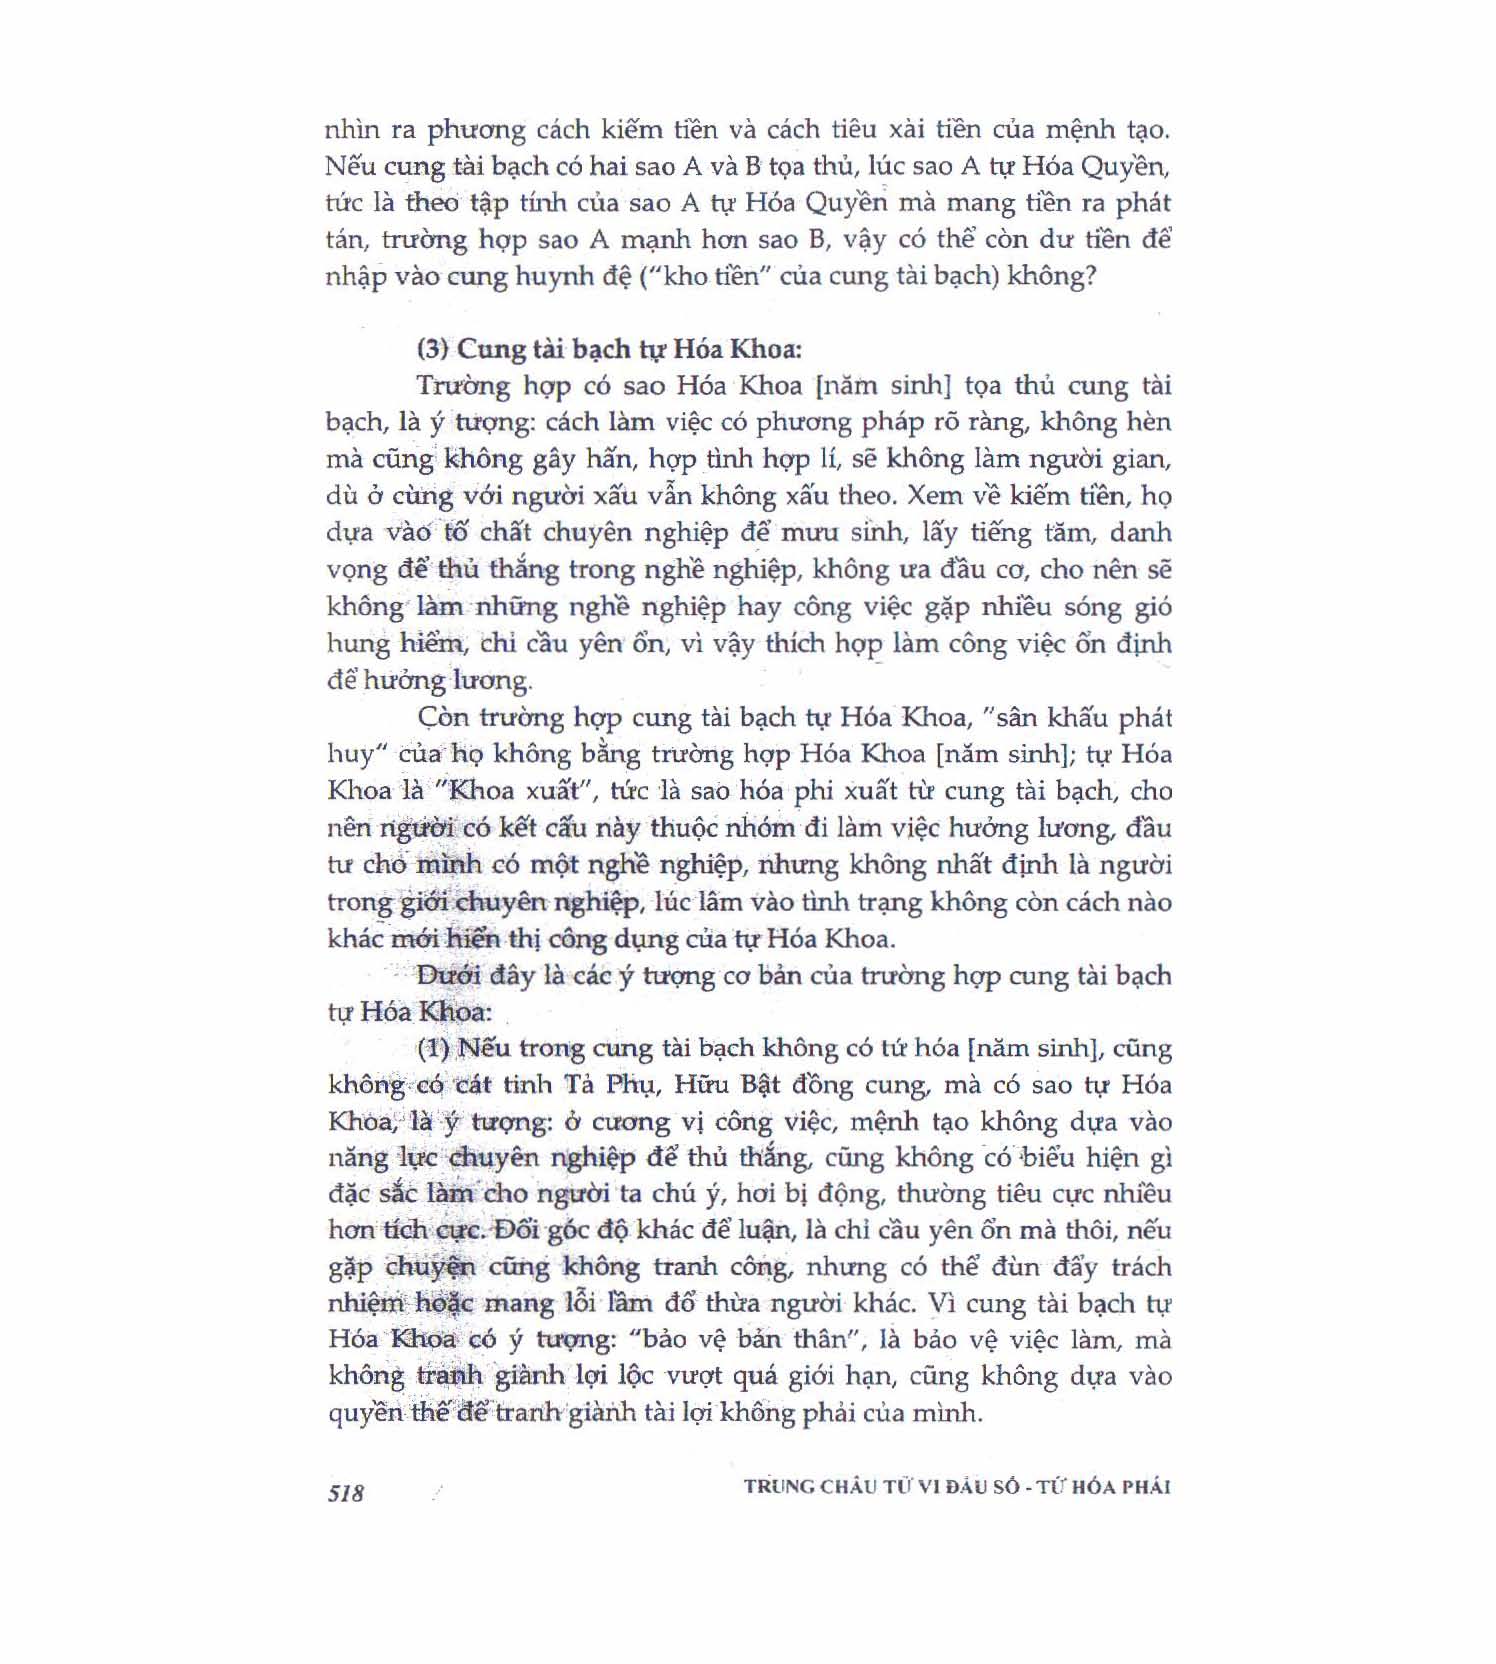 nhìn ra phương cách kiếm tiền và cách tiêu xài tiền của mệnh tạo.
Nếu cung tài bạch có hai sao A và B tọa thủ, lúc sao A tự Hóa Quyền,
tức là theo tập tính của sao A tự Hóa Quyền mà mang tiền ra phát
tán, trường hợp sao A mạnh hơn sao B, vậy có thể còn dư tiền để
nhập vào cung huynh đệ ("kho tiền" của cung tài bạch) không?
(3) Cung tài bạch tự Hóa Khoa:
Trường hợp có sao Hóa Khoa [năm sinh] tọa thủ cung tài
bạch, là ý tượng: cách làm việc có phương pháp rõ ràng, không hèn
mà cũng không gây hấn, hợp tình hợp lí, sẽ không làm người gian,
dù ở cùng với người xấu vẫn không xấu theo. Xem về kiếm tiền, họ
dựa vào tố chất chuyên nghiệp để mưu sinh, lấy tiếng tăm, danh
vọng để thủ thắng trong nghề nghiệp, không ưa đầu cơ, cho nên sẽ
không làm những nghề nghiệp hay công việc gặp nhiều sóng gió
hung hiểm, chỉ cầu yên ổn, vì vậy thích hợp làm công việc ổn định
để hưởng lương.
Còn trường hợp cung tài bạch tự Hóa Khoa, "sân khấu phát
huy" của họ không bằng trường hợp Hóa Khoa [năm sinh]; tự Hóa
Khoa là "Khoa xuất", tức là sao hóa phi xuất từ cung tài bạch, cho
nên người có kết cấu này thuộc nhóm đi làm việc hưởng lương, đầu
tư cho mình có một nghề nghiệp, nhưng không nhất định là người
trong giới chuyên nghiệp, lúc lâm vào tình trạng không còn cách nào
khác mới hiển thị công dụng của tự Hóa Khoa.
Dưới đây là các ý tượng cơ bản của trường hợp cung tài bạch
tự Hóa Khoa:
(1) Nếu trong cung tài bạch không có tứ hóa [năm sinh], cũng
không có cát tinh Tả Phụ, Hữu Bật đồng cung, mà có sao tự Hóa
Khoa, là ý tượng: ở cương vị công việc, mệnh tạo không dựa vào
năng lực chuyên nghiệp để thủ thắng, cũng không có biểu hiện gì
đặc sắc làm cho người ta chú ý, hơi bị động, thường tiêu cực nhiều
hơn tích cực. Đổi góc độ khác để luận, là chỉ cầu yên ổn mà thôi, nếu
gặp chuyện cũng không tranh công, nhưng có thể đùn đẩy trách
nhiệm hoặc mang lỗi lầm đổ thừa người khác. Vì cung tài bạch tự
Hóa Khoa có ý tượng: "bảo vệ bản thân", là bảo vệ việc làm, mà
không tranh giành lợi lộc vượt quá giới hạn, cũng không dựa vào
quyền thế để tranh giành tài lợi không phải của mình.
518 TRUNG CHÂU TỬ VI ĐẨU SỐ - TỨ HÓA PHÁI